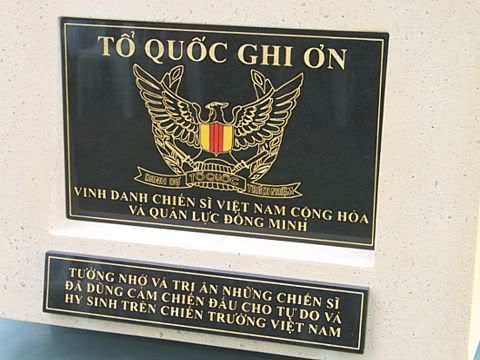 TỔ QUỐC GHI ƠN
DANH DỰ TỔ QUỐC TRÁCH NHIỆM
VINH DANH CHIẾN SĨ VIỆT NAM CỘNG HÒA
VÀ QUÂN LỰC ĐỒNG MINH
TƯỞNG NHỚ VÀ TRI ÂN NHỮNG CHIẾN SĨ
ĐÃ DŨNG CẢM CHIẾN ĐẤU CHO TỰ DO VÀ
HY SINH TRÊN CHIẾN TRƯỜNG VIỆT NAM